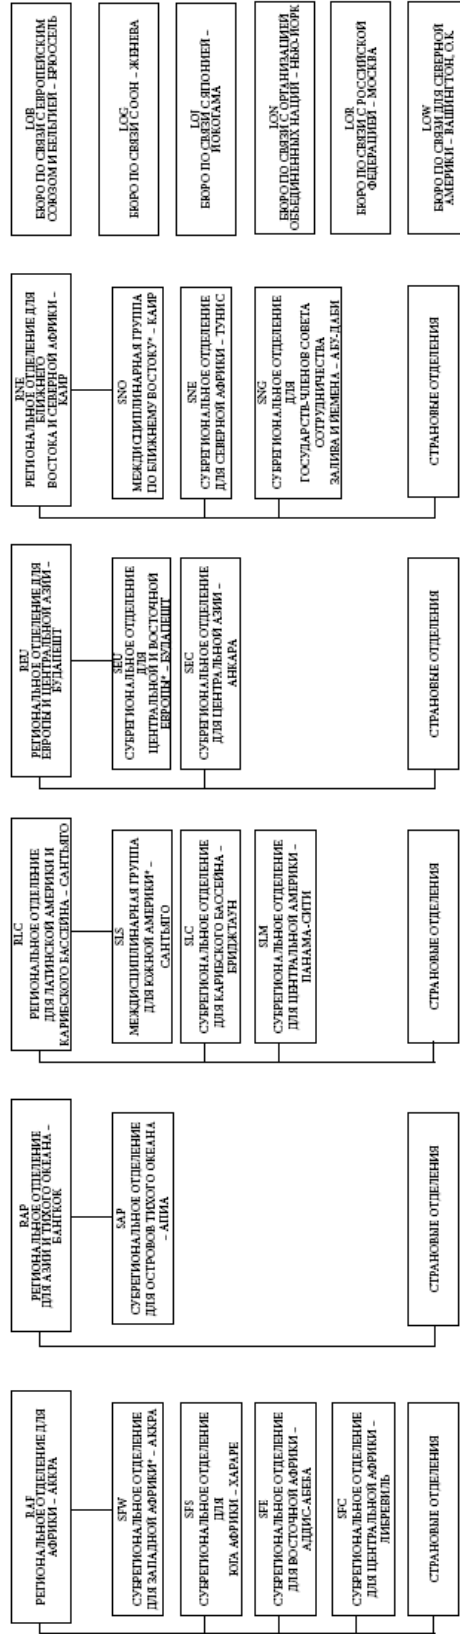 RAF
РЕГИОНАЛЬНОЕ ОТДЕЛЕНИЕ ДЛЯ
АФРИКИ – АККРА
SFW
СУБРЕГИОНАЛЬНОЕ ОТДЕЛЕНИЕ
ДЛЯ ЗАПАДНОЙ АФРИКИ* – АККРА
SFS
СУБРЕГИОНАЛЬНОЕ ОТДЕЛЕНИЕ
ДЛЯ
ЮГА АФРИКИ – ХАРАРЕ
SFE
СУБРЕГИОНАЛЬНОЕ ОТДЕЛЕНИЕ
ДЛЯ ВОСТОЧНОЙ АФРИКИ –
АДДИС-АБЕБА
SFC
СУБРЕГИОНАЛЬНОЕ ОТДЕЛЕНИЕ
ДЛЯ ЦЕНТРАЛЬНОЙ АФРИКИ –
ЛИБРЕВИЛЬ
СТРАНОВЫЕ ОТДЕЛЕНИЯ
RAP
РЕГИОНАЛЬНОЕ ОТДЕЛЕНИЕ
ДЛЯ АЗИИ И ТИХОГО ОКЕАНА –
БАНГКОК
SAP
СУБРЕГИОНАЛЬНОЕ ОТДЕЛЕНИЕ
ДЛЯ ОСТРОВОВ ТИХОГО ОКЕАНА
– АПИА
СТРАНОВЫЕ ОТДЕЛЕНИЯ
RLC
РЕГИОНАЛЬНОЕ ОТДЕЛЕНИЕ
ДЛЯ ЛАТИНСКОЙ АМЕРИКИ И
КАРИБСКОГО БАССЕЙНА – САНТЬЯГО
SLS
МЕЖДИСЦИПЛИНАРНАЯ ГРУППА
ДЛЯ ЮЖНОЙ АМЕРИКИ* –
САНТЬЯГО
SLC
СУБРЕГИОНАЛЬНОЕ ОТДЕЛЕНИЕ
ДЛЯ КАРИБСКОГО БАССЕЙНА –
БРИДЖТАУН
SLM
СУБРЕГИОНАЛЬНОЕ ОТДЕЛЕНИЕ
ДЛЯ ЦЕНТРАЛЬНОЙ АМЕРИКИ –
ПАНАМА-СИТИ
СТРАНОВЫЕ ОТДЕЛЕНИЯ
REU
РЕГИОНАЛЬНОЕ ОТДЕЛЕНИЕ ДЛЯ
ЕВРОПЫ И ЦЕНТРАЛЬНОЙ АЗИИ –
БУДАПЕШТ
SEU
СУБРЕГИОНАЛЬНОЕ ОТДЕЛЕНИЕ
ДЛЯ
ЦЕНТРАЛЬНОЙ И ВОСТОЧНОЙ
ЕВРОПЫ* – БУДАПЕШТ
SEC
СУБРЕГИОНАЛЬНОЕ ОТДЕЛЕНИЕ
ДЛЯ ЦЕНТРАЛЬНОЙ АЗИИ –
АНКАРА
СТРАНОВЫЕ ОТДЕЛЕНИЯ
RNE
РЕГИОНАЛЬНОЕ ОТДЕЛЕНИЕ ДЛЯ
БЛИЖНЕГО
ВОСТОКА И СЕВЕРНОЙ АФРИКИ –
КАИР
SNO
МЕЖДИСЦИПЛИНАРНАЯ ГРУППА
ПО БЛИЖНЕМУ ВОСТОКУ* – КАИР
SNE
СУБРЕГИОНАЛЬНОЕ ОТДЕЛЕНИЕ
ДЛЯ СЕВЕРНОЙ АФРИКИ – ТУНИС
SNG
СУБРЕГИОНАЛЬНОЕ ОТДЕЛЕНИЕ
ДЛЯ
ГОСУДАРСТВ-ЧЛЕНОВ СОВЕТА
СОТРУДНИЧЕСТВА
ЗАЛИВА И ЙЕМЕНА – АБУ-ДАБИ
СТРАНОВЫЕ ОТДЕЛЕНИЯ
LOB
БЮРО ПО СВЯЗИ С ЕВРОПЕЙСКИМ
СОЮЗОМ И БЕЛЬГИЕЙ – БРЮССЕЛЬ
LOG
БЮРО ПО СВЯЗИ С ООН – ЖЕНЕВА
LOJ
БЮРО ПО СВЯЗИ С ЯПОНИЕЙ –
ЙОКОГАМА
LON
БЮРО ПО СВЯЗИ С ОРГАНИЗАЦИЕЙ
ОБЪЕДИНЕННЫХ НАЦИЙ – НЬЮ-ЙОРК
LOR
БЮРО ПО СВЯЗИ С РОССИЙСКОЙ
ФЕДЕРАЦИЕЙ – МОСКВА
LOW
БЮРО ПО СВЯЗИ ДЛЯ СЕВЕРНОЙ
АМЕРИКИ – ВАШИНГТОН, О.К.